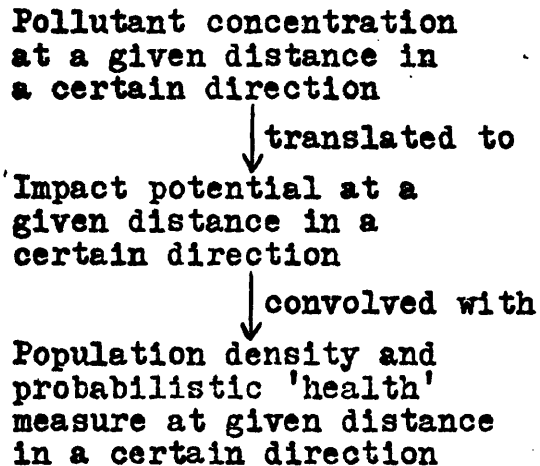 Pollutant concentration
at a given distance in
a certain direction
translated to
Impact potential at a
given distance in a
certain direction
convolved with
Population density and
probabilistic 'health'
measure at given distance
in a certain direction